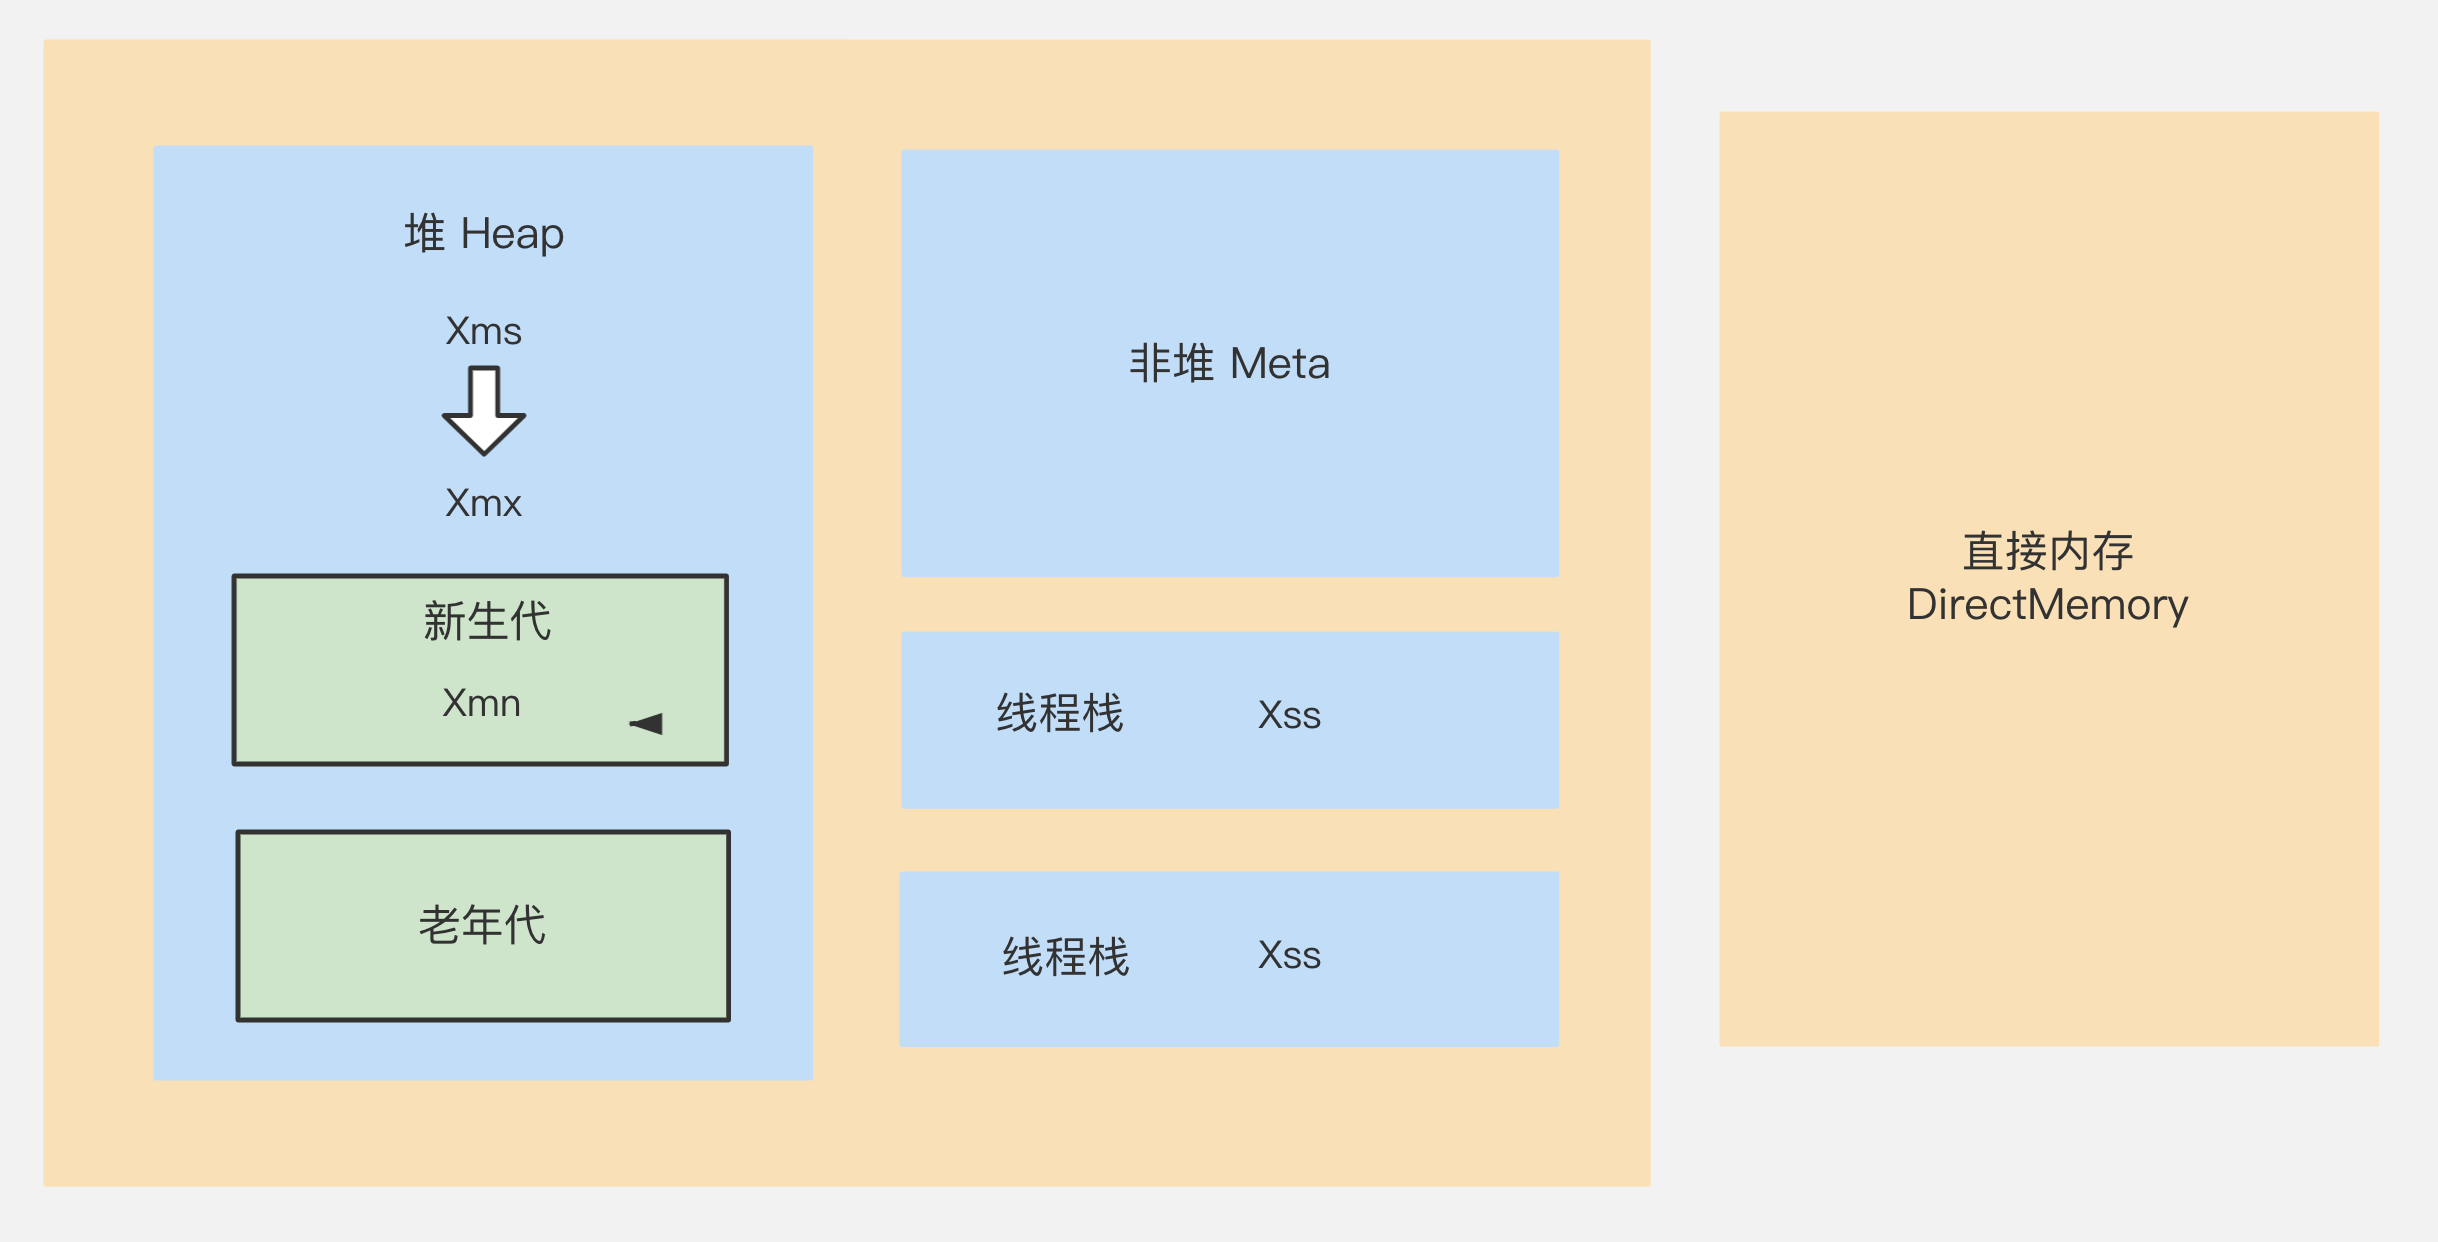 堆 Heap
Xms
Xmx
新生代
Xmn
老年代
非堆 Meta
线程栈 Xss
线程栈 Xss
直接内存
DirectMemory